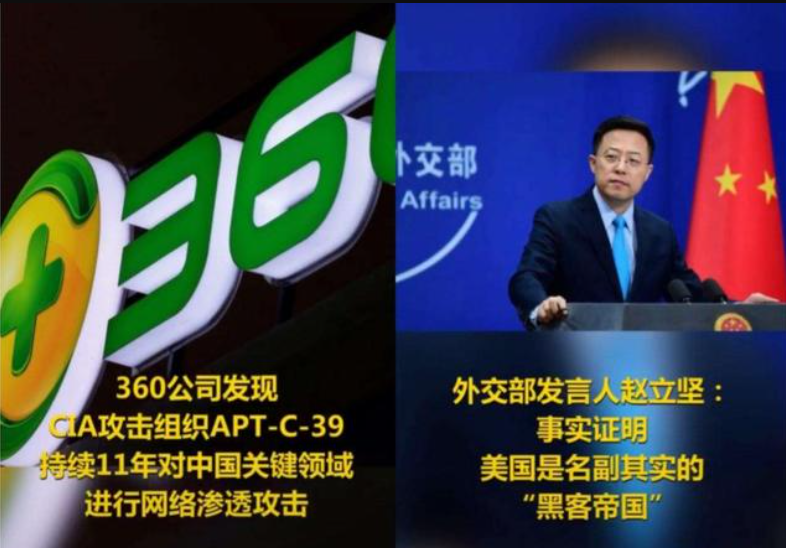 360
360公司发现
CIA攻击组织APT-C-39
持续11年对中国关键领域
进行网络渗透攻击
外交部
Affairs
外交部发言人赵立坚：
事实证明
美国是名副其实的
“黑客帝国”